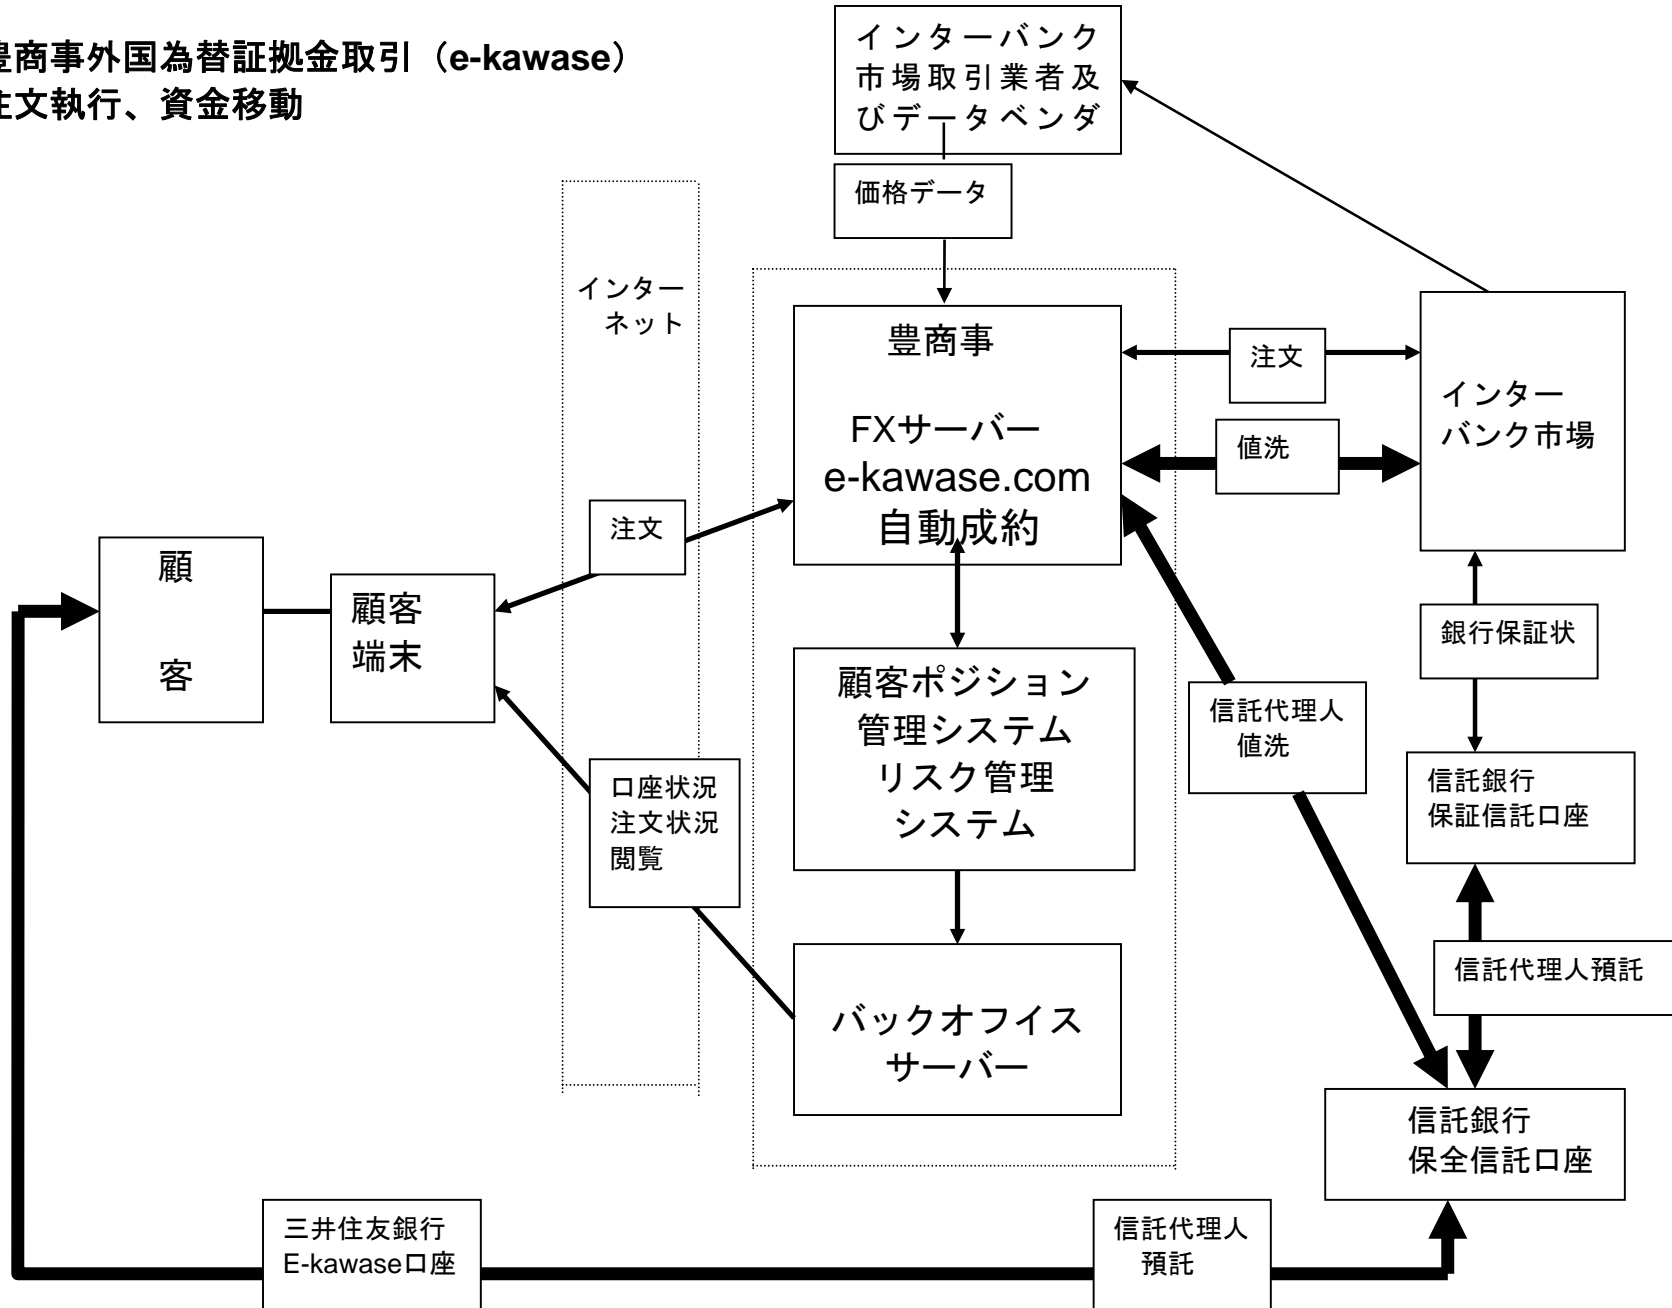 豊商事外国為替証拠金取引（e-kawase）
注文執行、資金移動
インターバンク
市場取引業者及
びデータベンダ
価格データ
インター
ネット
豊商事
FXサーバー
e-kawase.com
自動成約
注文
値洗
インター
バンク市場
注文
顧
客
顧客
端末
銀行保証状
顧客ポジション
管理システム
リスク管理
システム
信託代理人
値洗
口座状況
注文状況
閲覧
信託銀行
保証信託口座
信託代理人預託
バックオフイス
サーバー
信託銀行
保全信託口座
三井住友銀行
E-kawase口座
信託代理人
預託